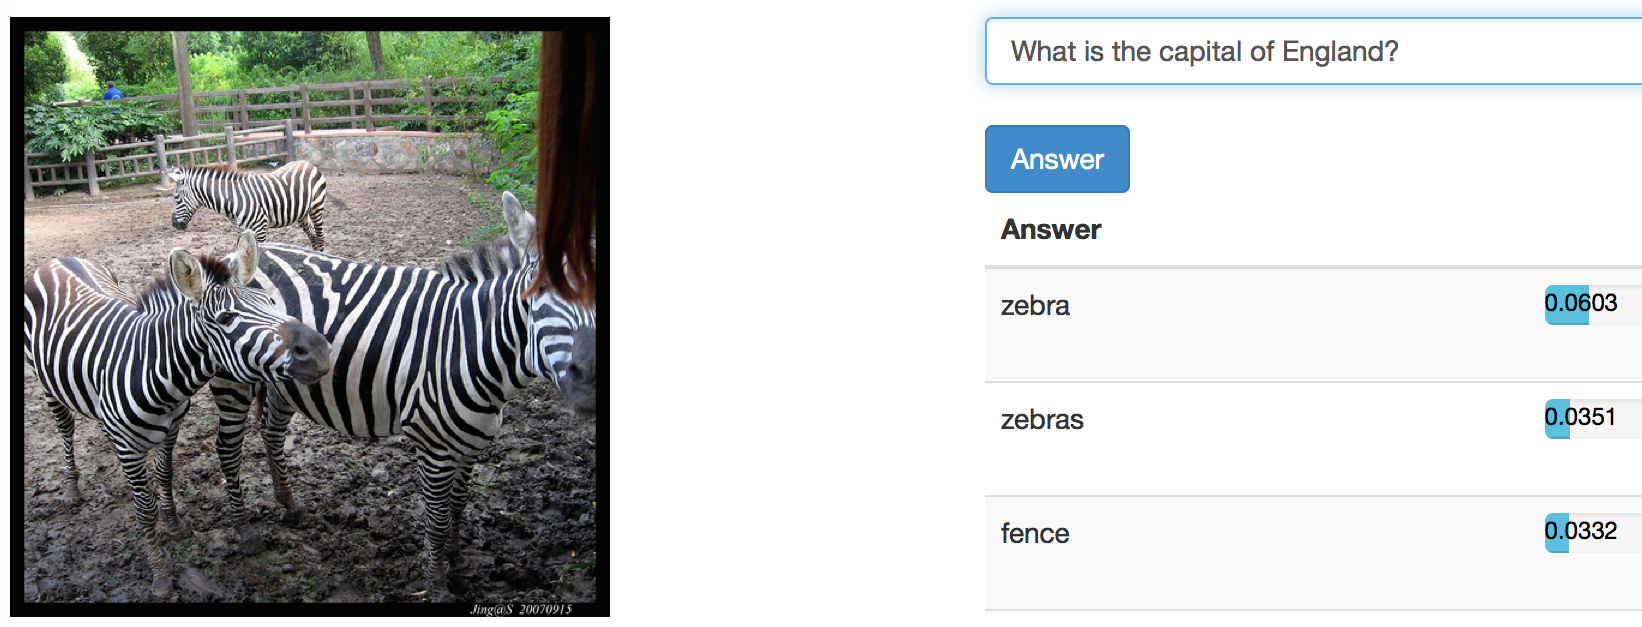 What is the capital of England?
Answer
Answer
zebra 0.0603
zebras 0.0351
fence 0.0332
Jing@S 20070915